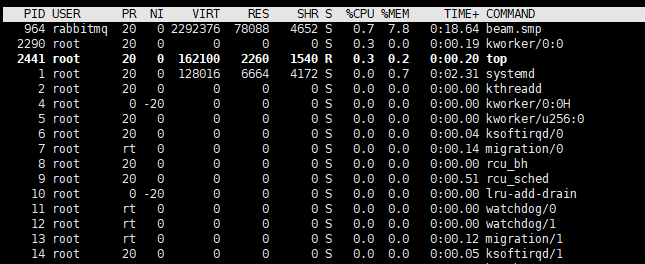 PID USER PR NI VIRT RES SHR S %CPU %MEM TIME+ COMMAND
964 rabbitmq 20 0 2292376 78088 4652 S 0.7 7.8 0:18.64 beam.smp
2290 root 20 0 0 0 0 S 0.3 0.0 0:00.19 kworker/0:0
2441 root 20 0 162100 2260 1540 R 0.3 0.2 0:00.20 top
1 root 20 0 128016 6664 4172 S 0.0 0.7 0:02.31 systemd
2 root 20 0 0 0 0 S 0.0 0.0 0:00.00 kthreadd
4 root 0 -20 0 0 0 S 0.0 0.0 0:00.00 kworker/0:0H
5 root 20 0 0 0 0 S 0.0 0.0 0:00.00 kworker/u256:0
6 root 20 0 0 0 0 S 0.0 0.0 0:00.04 ksoftirqd/0
7 root rt 0 0 0 0 S 0.0 0.0 0:00.14 migration/0
8 root 20 0 0 0 0 S 0.0 0.0 0:00.00 rcu_bh
9 root 20 0 0 0 0 S 0.0 0.0 0:00.51 rcu_sched
10 root 0 -20 0 0 0 S 0.0 0.0 0:00.00 lru-add-drain
11 root rt 0 0 0 0 S 0.0 0.0 0:00.00 watchdog/0
12 root rt 0 0 0 0 S 0.0 0.0 0:00.00 watchdog/1
13 root rt 0 0 0 0 S 0.0 0.0 0:00.12 migration/1
14 root 20 0 0 0 0 S 0.0 0.0 0:00.05 ksoftirqd/1